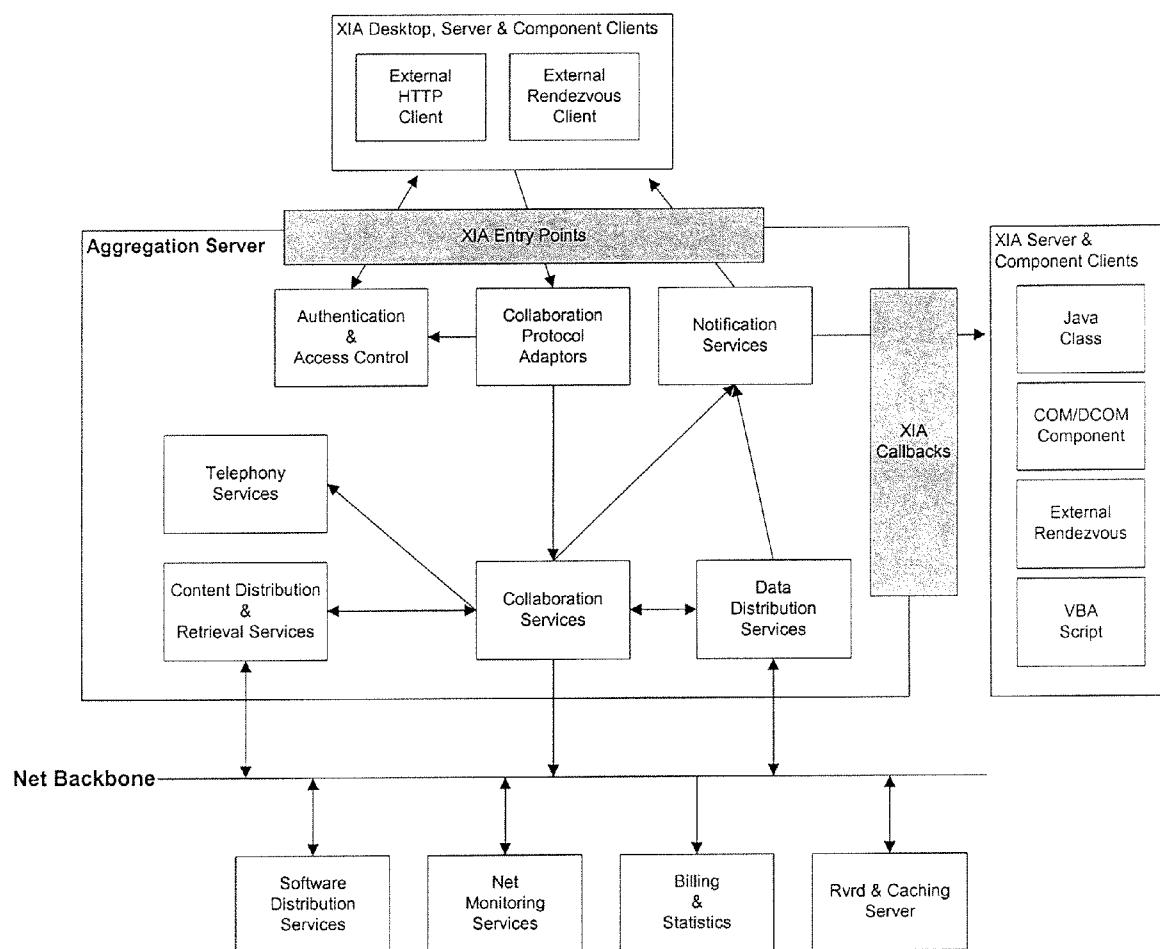 XIA Desktop, Server & Component Clients
External
HTTP
Client
External
Rendezvous
Client
XIA Entry Points
Aggregation Server
XIA Server &
Component Clients
Authentication
&
Access Control
Collaboration
Protocol
Adaptors
Notification
Services
XIA
Callbacks
Java
Class
COM/DCOM
Component
External
Rendezvous
VBA
Script
Telephony
Services
Content Distribution
&
Retrieval Services
Collaboration
Services
Data
Distribution
Services
Net Backbone
Software
Distribution
Services
Net
Monitoring
Services
Billing
&
Statistics
Rvrd & Caching
Server